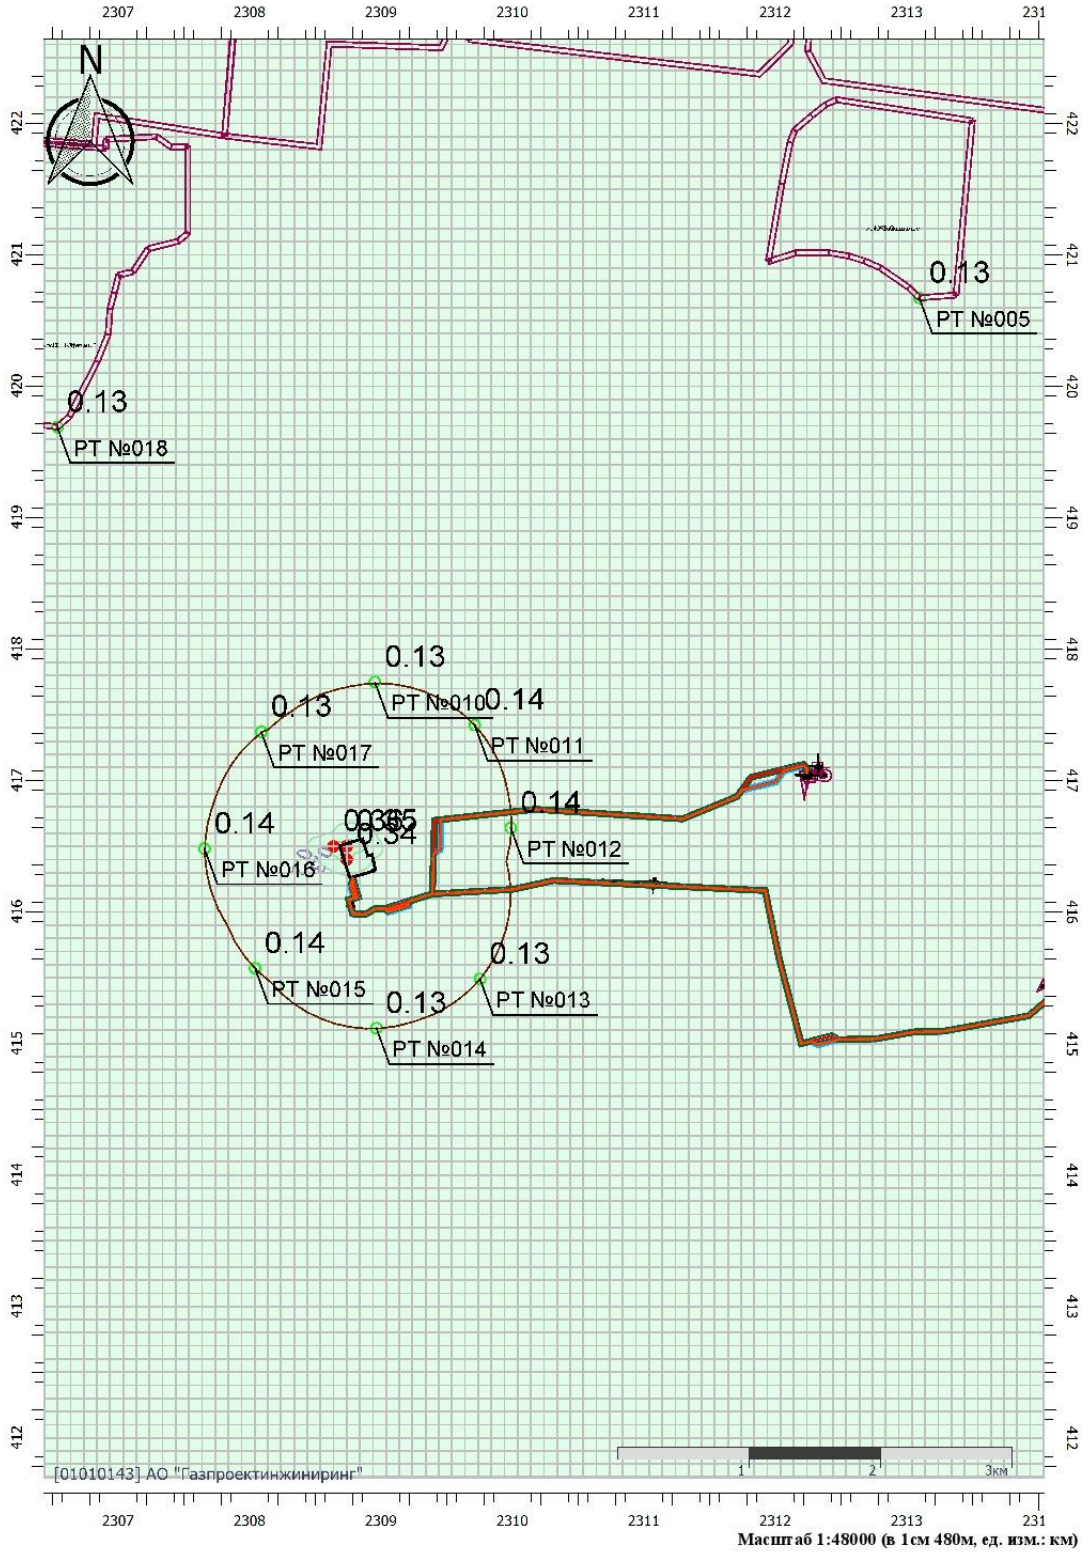 2307 2308 2309 2310 2311 2312 2313 231
N
422 422
421 421
0.13
РТ №005
420 420
0.13
РТ №018
419 419
418 418
0.13
РТ №010
0.14
РТ №011
0.13
РТ №017
417 417
0.14
РТ №012
0.14
РТ №016
0.34
416 416
0.14
РТ №015
0.13
РТ №013
0.13
РТ №014
415 415
414 414
413 413
412 412
1 2 3км
[01010143] АО "Газпроектинжиниринг"
2307 2308 2309 2310 2311 2312 2313 231
Масштаб 1:48000 (в 1см 480м, ед. изм.: км)